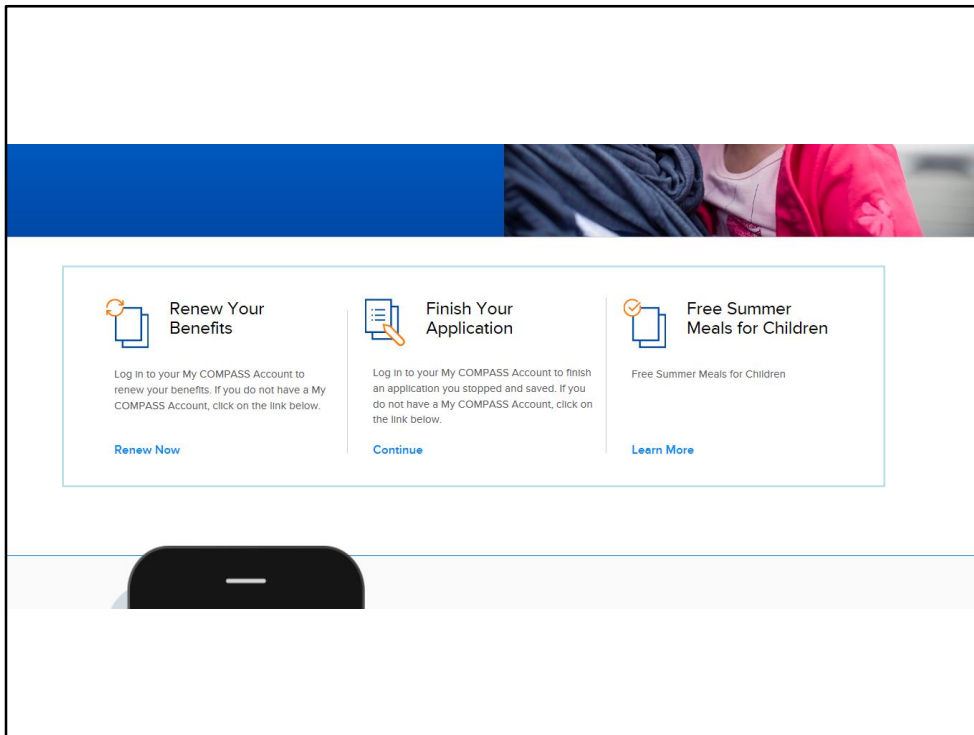 Renew Your
Benefits
Log in to your My COMPASS Account to
renew your benefits. If you do not have a My
COMPASS Account, click on the link below.
Renew Now
Finish Your
Application
Log in to your My COMPASS Account to finish
an application you stopped and saved. If you
do not have a My COMPASS Account, click on
the link below.
Continue
Free Summer
Meals for Children
Free Summer Meals for Children
Learn More